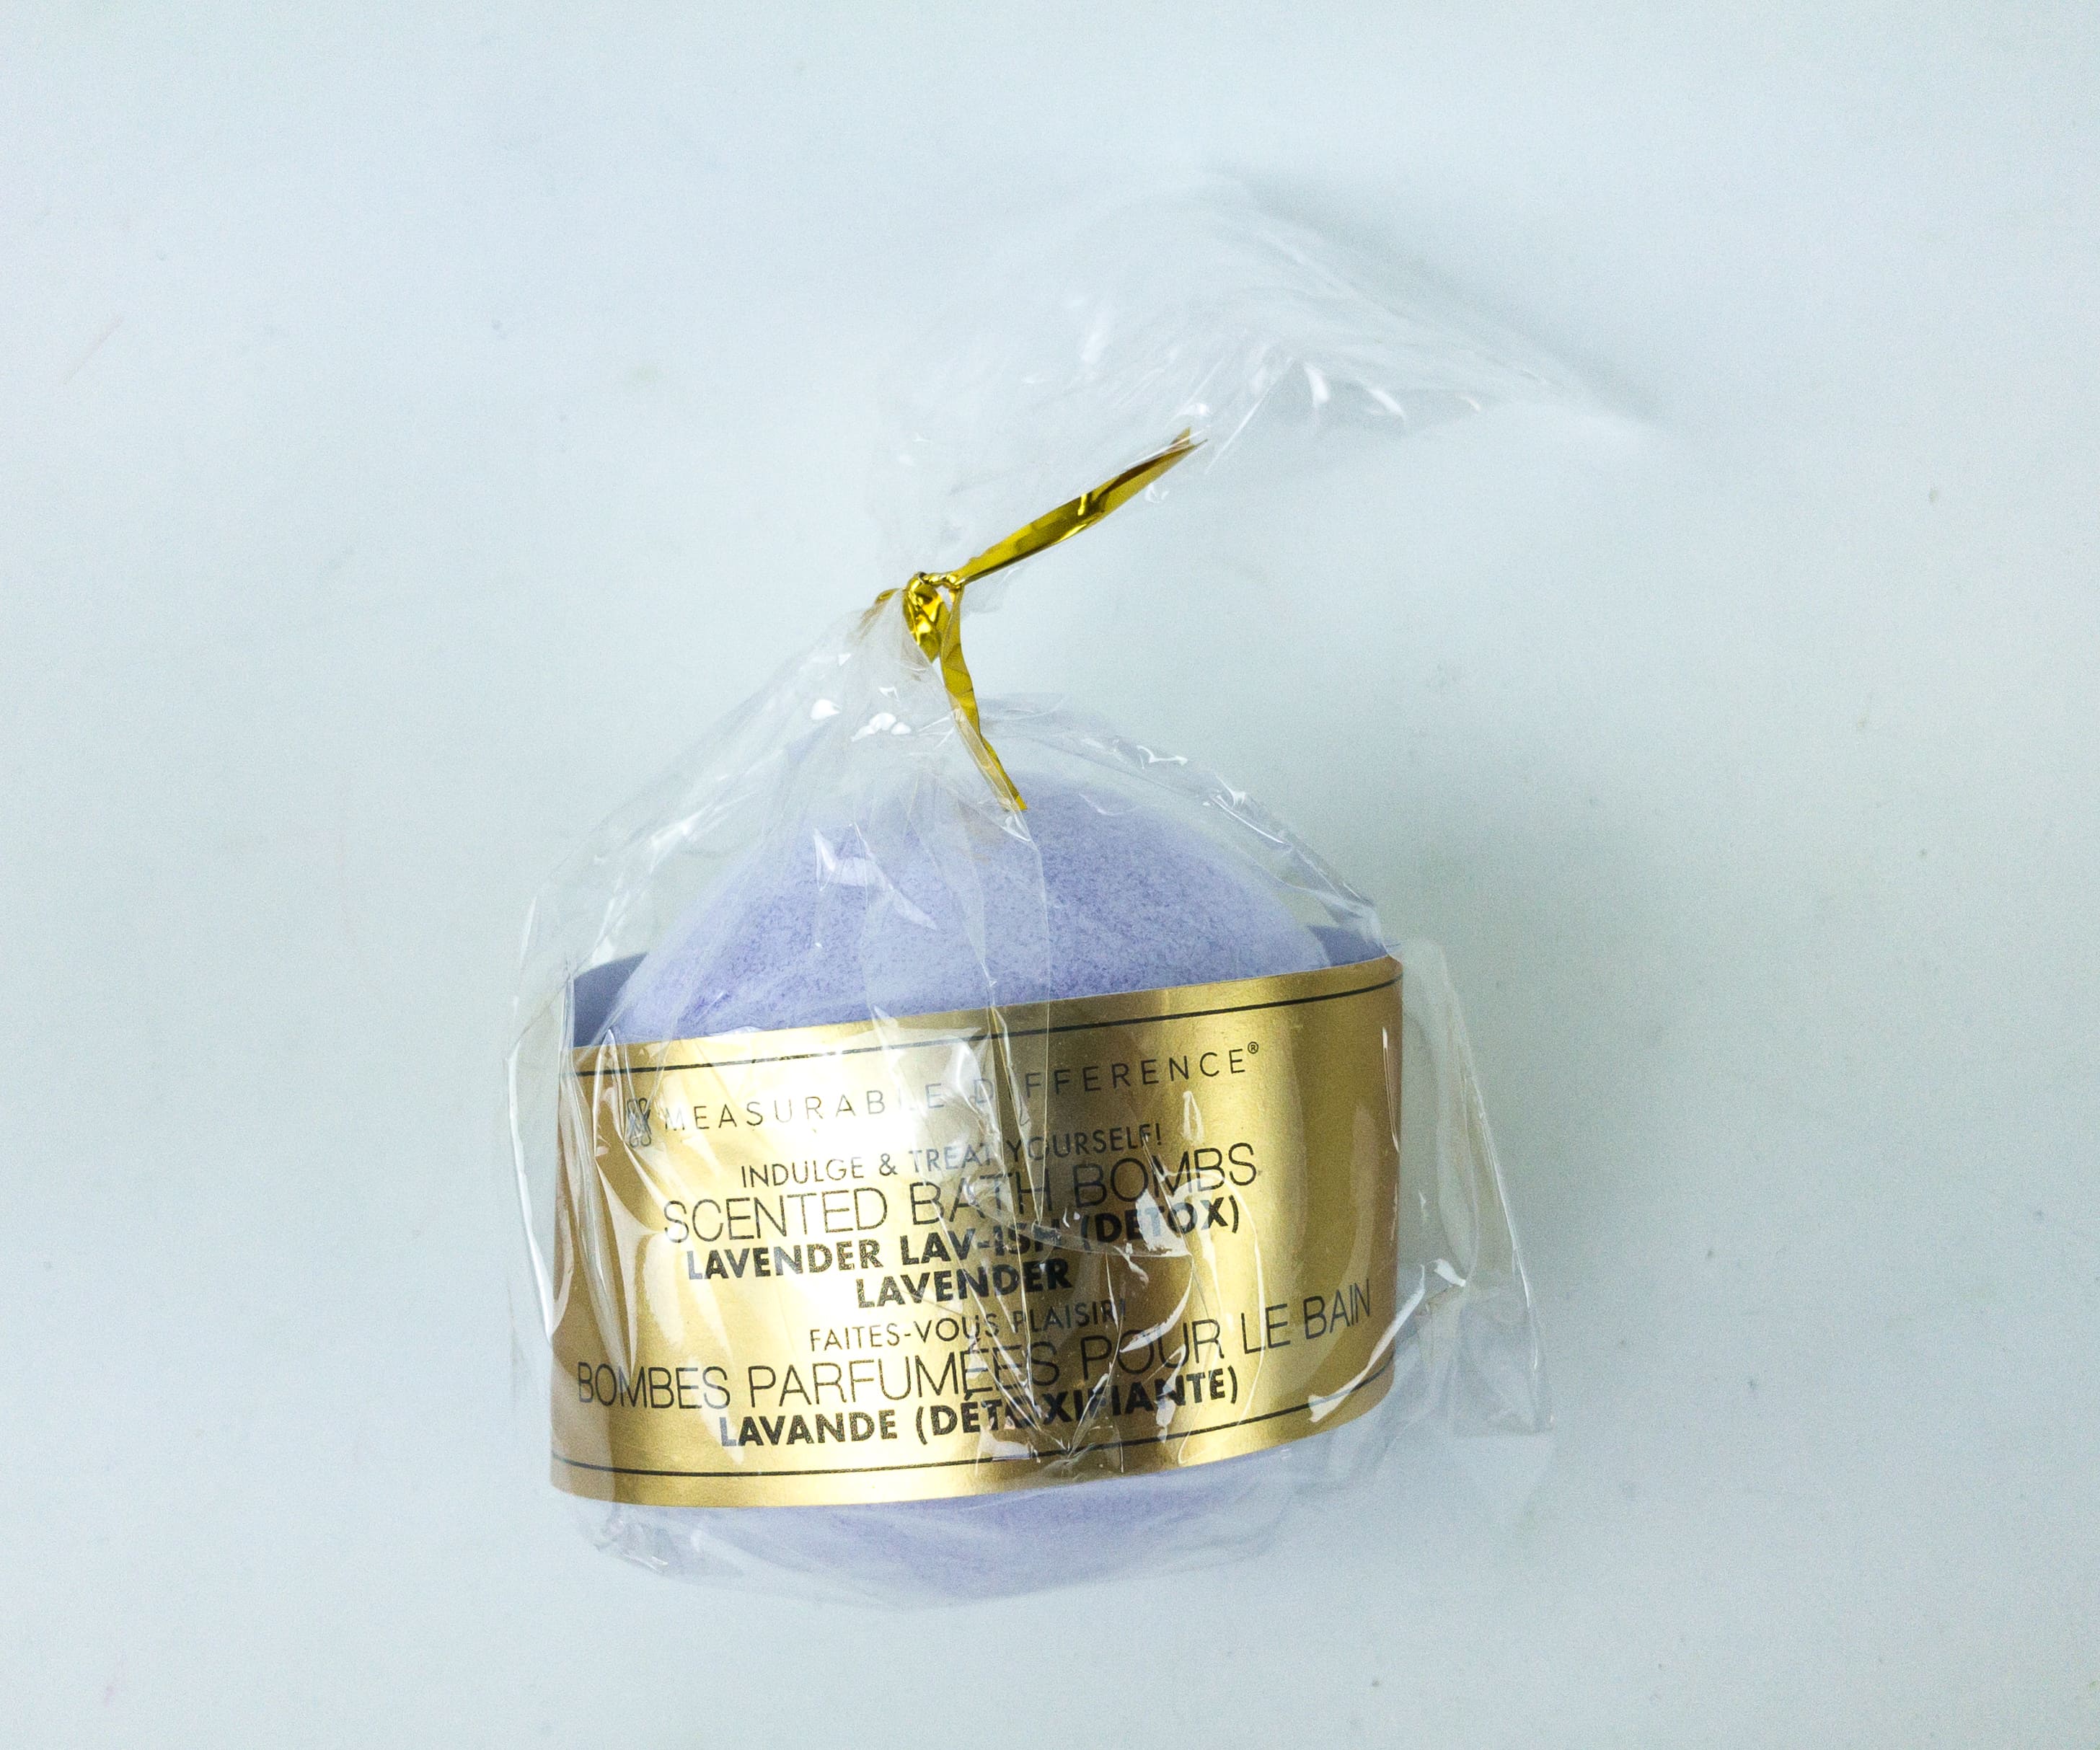 MEASURABLE DIFFERENCE®
INDULGE & TREAT YOURSELF!
SCENTED BATH BOMBS
LAVENDER LAV-ISH (DETOX)
LAVENDER
FAITES-VOUS PLAISIR!
BOMBES PARFUMÉES POUR LE BAIN
LAVANDE (DÉTOXIFIANTE)